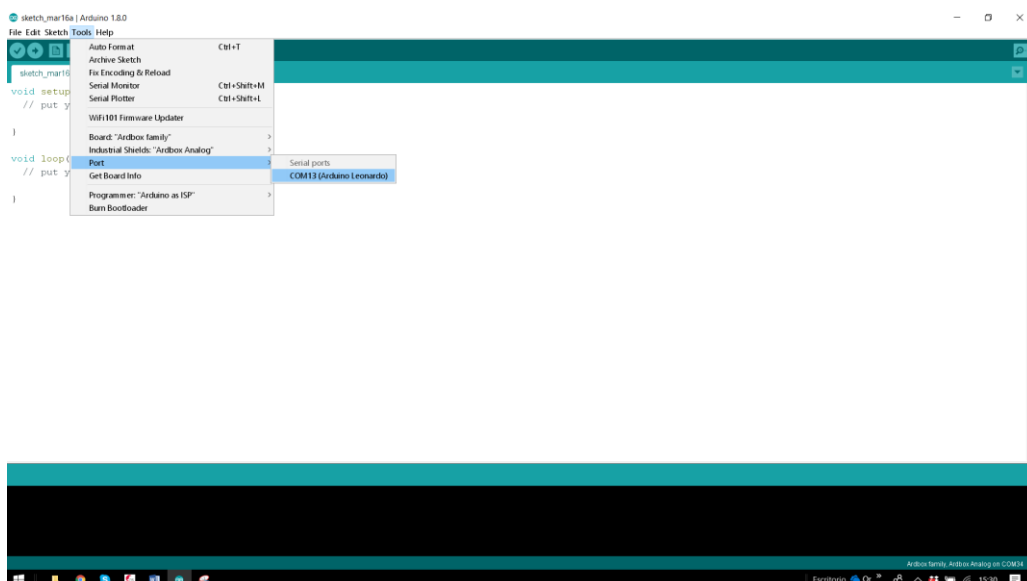 sketch_mar16a | Arduino 1.8.0
File Edit Sketch Tools Help
sketch_mar16
Auto Format Ctrl+T
Archive Sketch
Fix Encoding & Reload
Serial Monitor Ctrl+Shift+M
Serial Plotter Ctrl+Shift+L
WiFi101 Firmware Updater
Board: "Ardbox family"
Industrial Shields: "Ardbox Analog"
Port
Get Board Info
Programmer: "Arduino as ISP"
Burn Bootloader
Serial ports
COM13 (Arduino Leonardo)
void setup
// put y
}
void loop(
// put y
}
Ardbox family, Ardbox Analog on COM34
Escritorio
15:30